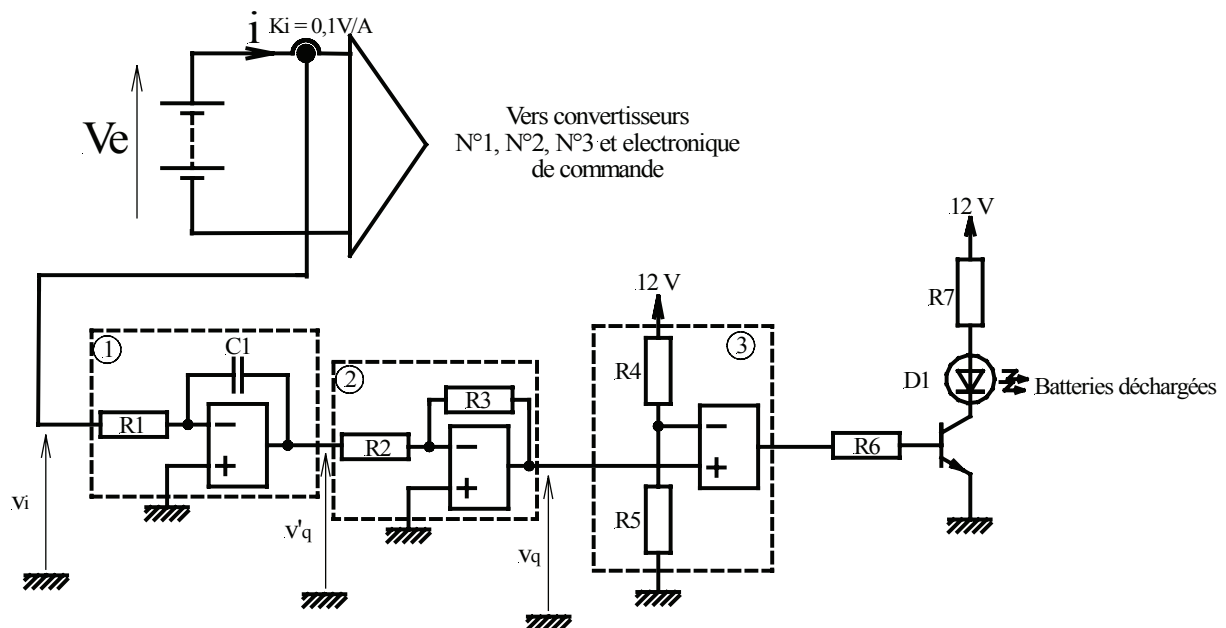 i
Ki = 0,1V/A
Ve
Vers convertisseurs
N°1, N°2, N°3 et electronique
de commande
12 V
R7
D1
Batteries déchargées
12 V
1
C1
R1
−
+
2
R3
R2
−
+
3
R4
−
+
R5
R6
vi
v'q
vq